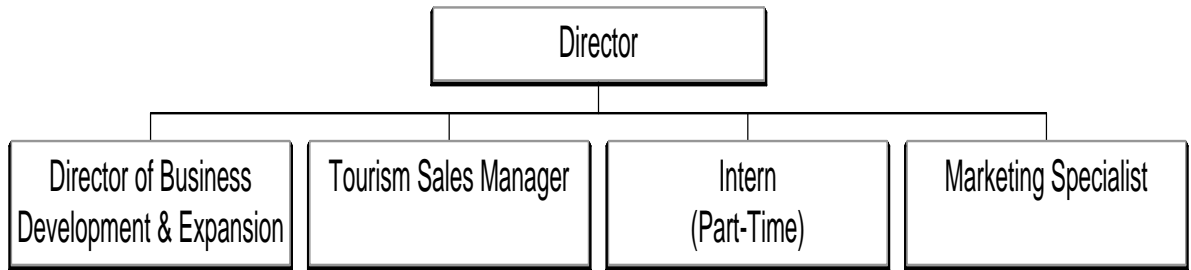 Director
Director of Business
Development & Expansion
Tourism Sales Manager
Intern
(Part-Time)
Marketing Specialist